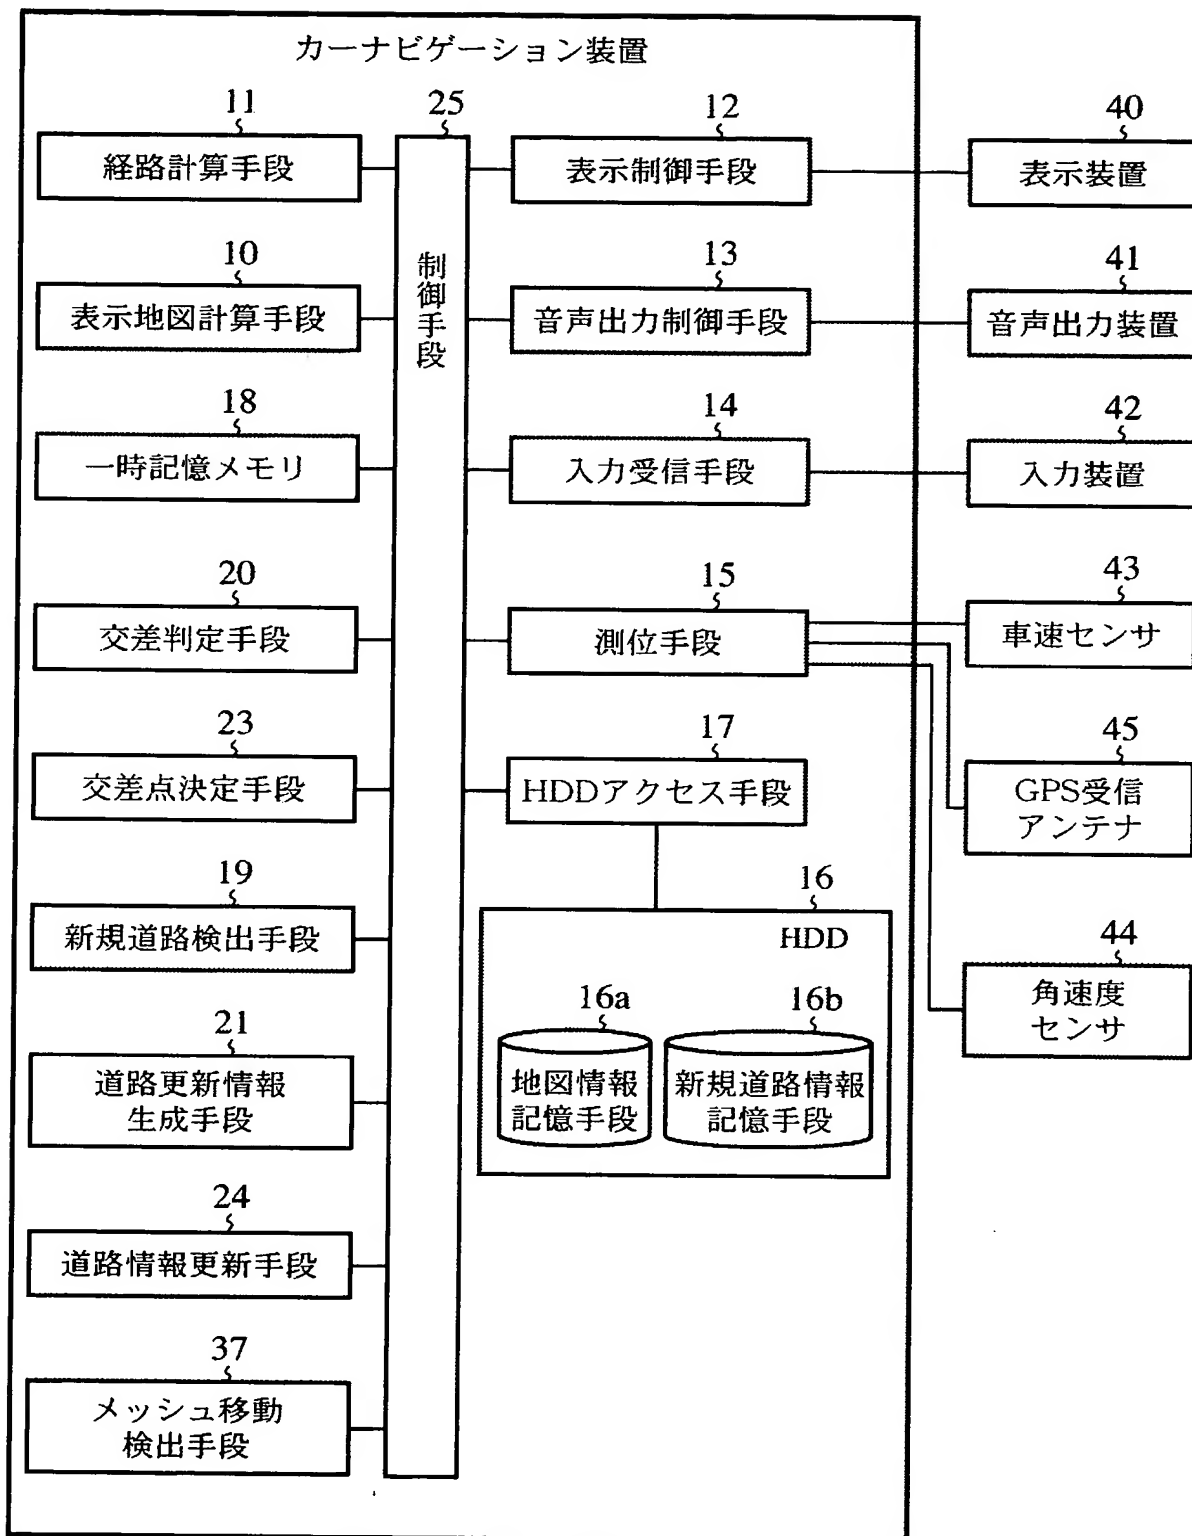 カーナビゲーション装置
11
25
12
40
経路計算手段
表示制御手段
表示装置
10
制御手段
13
41
表示地図計算手段
音声出力制御手段
音声出力装置
18
14
42
一時記憶メモリ
入力受信手段
入力装置
20
15
43
交差判定手段
測位手段
車速センサ
23
17
45
交差点決定手段
HDDアクセス手段
GPS受信
アンテナ
19
16
新規道路検出手段
HDD
44
角速度
センサ
16a
16b
地図情報
記憶手段
新規道路情報
記憶手段
21
道路更新情報
生成手段
24
道路情報更新手段
37
メッシュ移動
検出手段